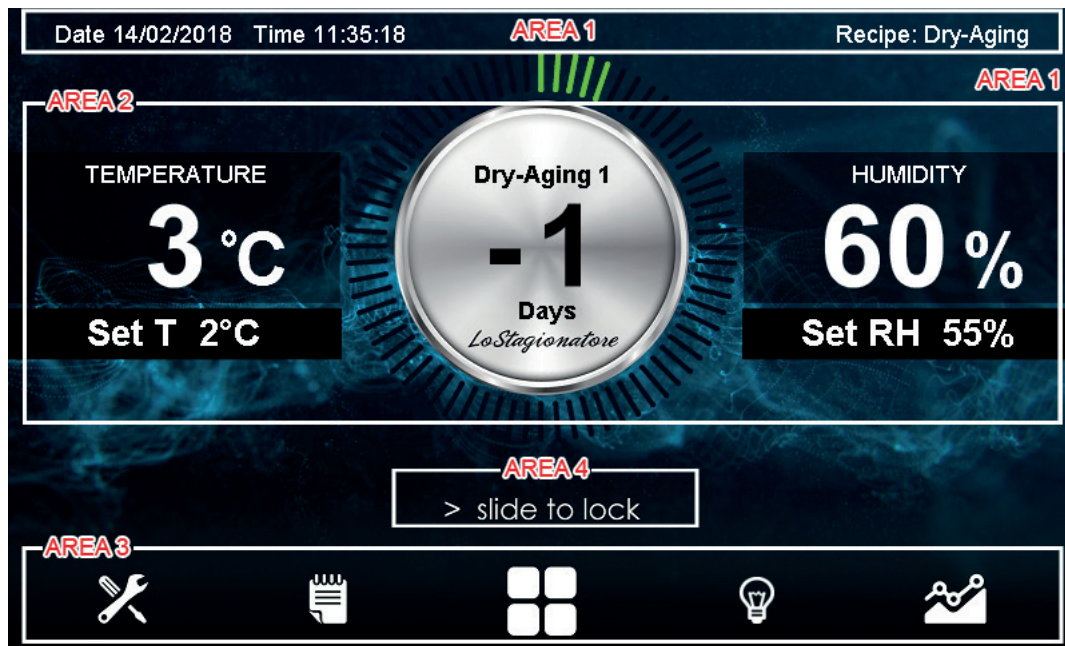 Date 14/02/2018 Time 11:35:18 AREA 1 Recipe: Dry-Aging
AREA 1
AREA 2
TEMPERATURE
3 °C
Set T 2°C
Dry-Aging 1
- 1
Days
LoStagionatore
HUMIDITY
60 %
Set RH 55%
AREA 4
> slide to lock
AREA 3